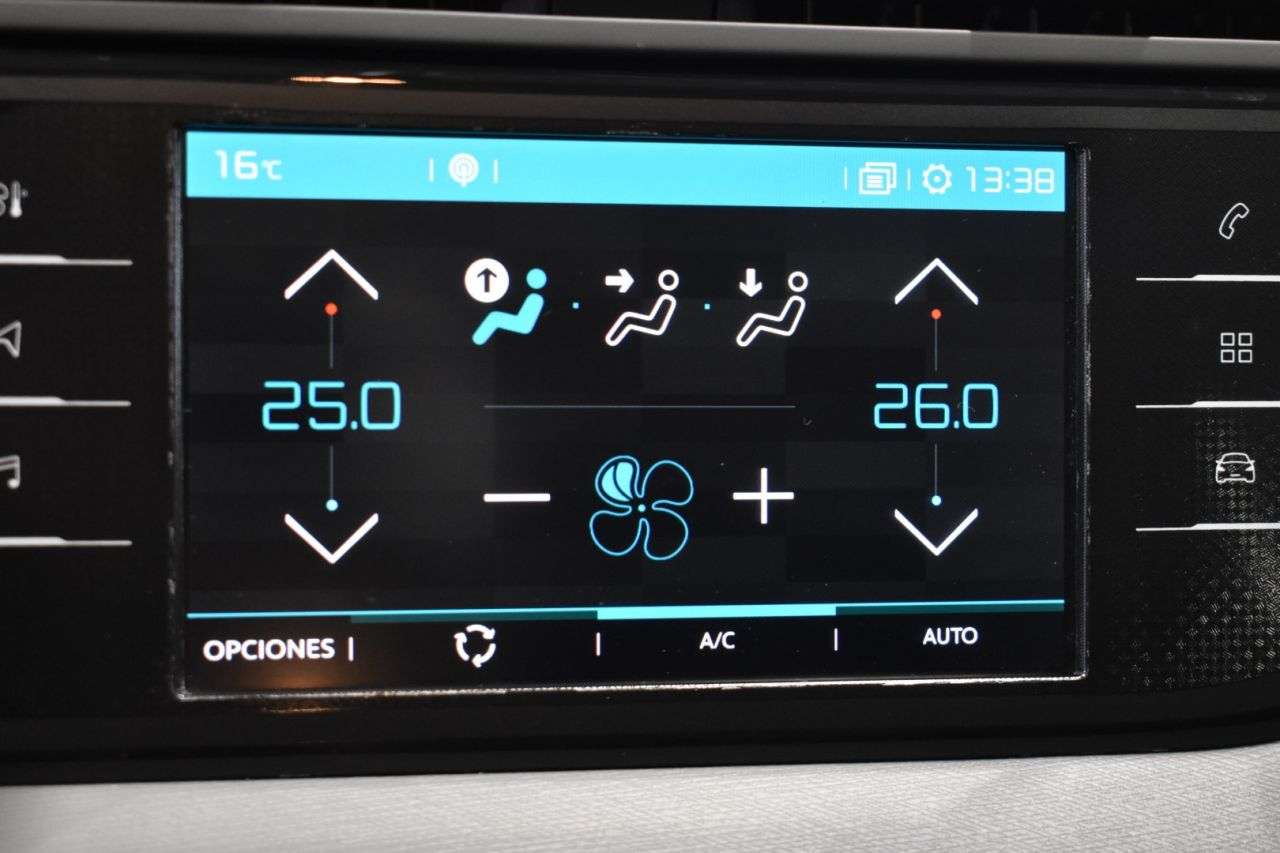 16°C
13:38
25.0
26.0
OPCIONES
A/C
AUTO